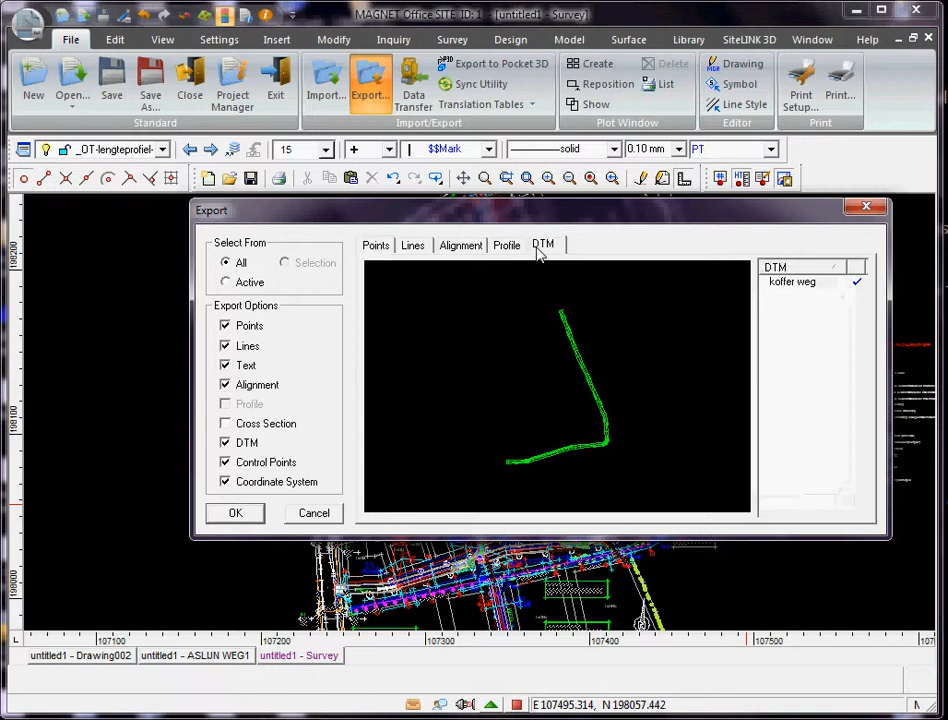 MAGNET Office SITE ID: 1 - [untitled1 - Survey]
File Edit View Settings Insert Modify Inquiry Survey Design Model Surface Library SiteLINK 3D Window Help
New Open... Save Save As... Close Project Manager Exit
Import... Export... Data Transfer
Export to Pocket 3D
Sync Utility
Translation Tables
Create Delete
Reposition List
Show
Drawing
Symbol
Line Style
Print Setup... Print...
Standard Import/Export Plot Window Editor Print
_OT-lengteprofiel- 15 + $$Mark solid 0.10 mm PT
Export
Select From
All Selection
Active
Export Options
Points
Lines
Text
Alignment
Profile
Cross Section
DTM
Control Points
Coordinate System
OK Cancel
Points Lines Alignment Profile DTM
DTM
koffer weg
198200
198100
198000
107100 107200 107300 107400 107500 107
untitled1 - Drawing002 untitled1 - ASLUN WEG1 untitled1 - Survey
E 107495.314, N 198057.442